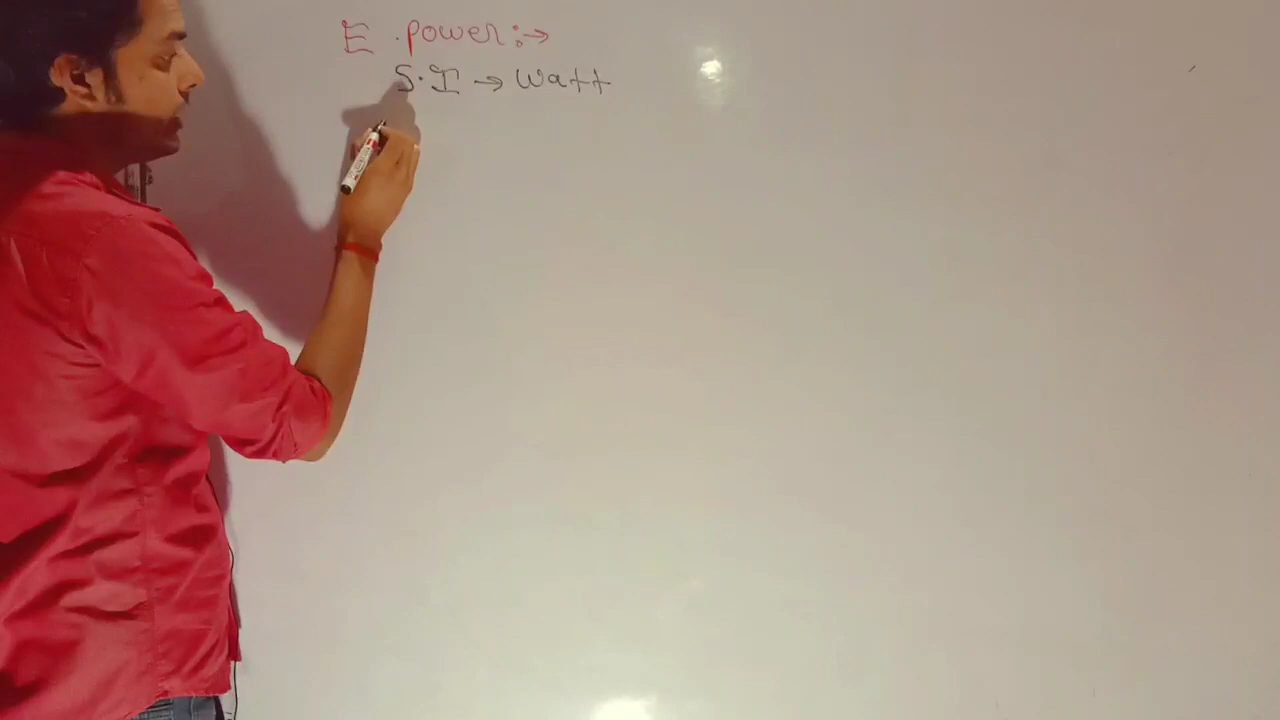 E. power:→
S.I → Watt